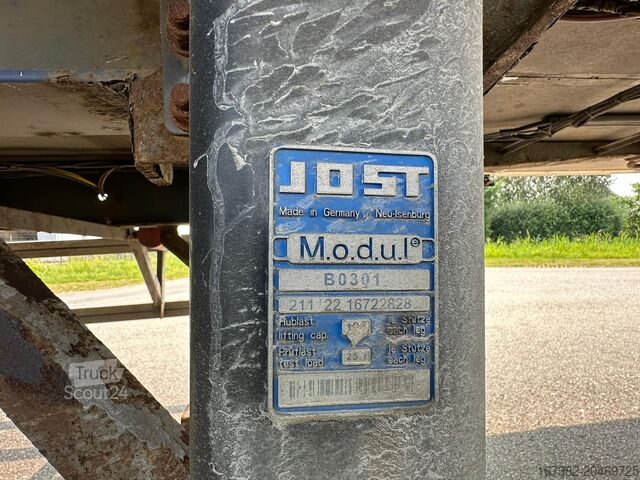 JOST
Made in Germany / Neu-Isenburg
M.o.d.u.l e
B0301
211 22 16722828
Hublast je Stütze
lifting cap. each leg
Prüflast je Stütze
test load each leg
Truck
Scout24
167382-20469725